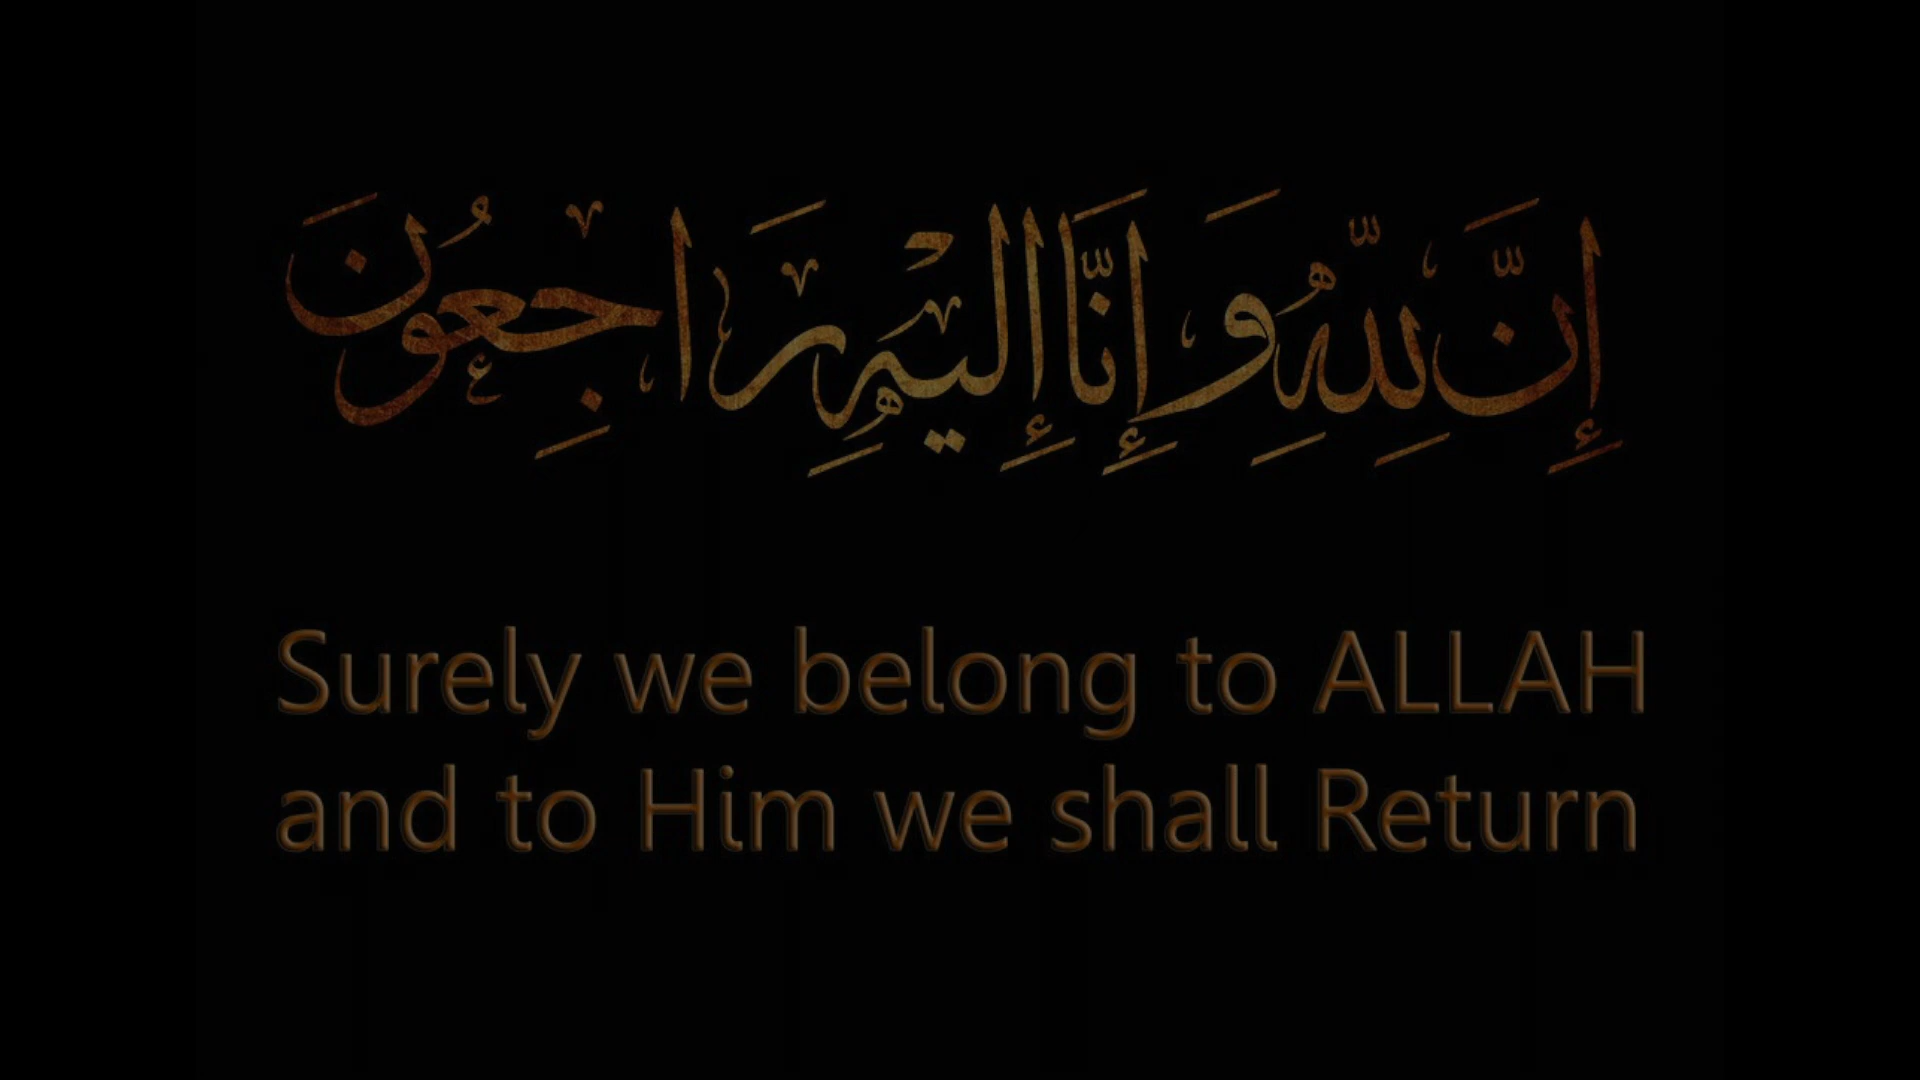 إِنَّ لِلّهِ وَإِنَّا إِلَيْهِ رَاجِعُونَ
Surely we belong to ALLAH
and to Him we shall Return